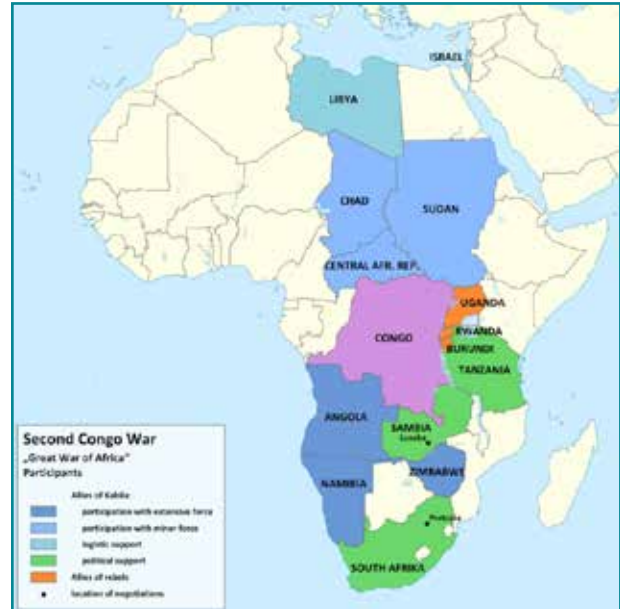 ISRAEL
LIBYA
CHAD
SUDAN
CENTRAL AFR. REP.
UGANDA
RWANDA
CONGO
BURUNDI
TANZANIA
ANGOLA
SAMBIA
Lusaka
ZIMBABWE
NAMIBIA
Pretoria
SOUTH AFRIKA
Second Congo War
„Great War of Africa"
Participants
Allies of Kabila
participation with extensive force
participation with minor force
logistic support
political support
Allies of rebels
location of negotiations